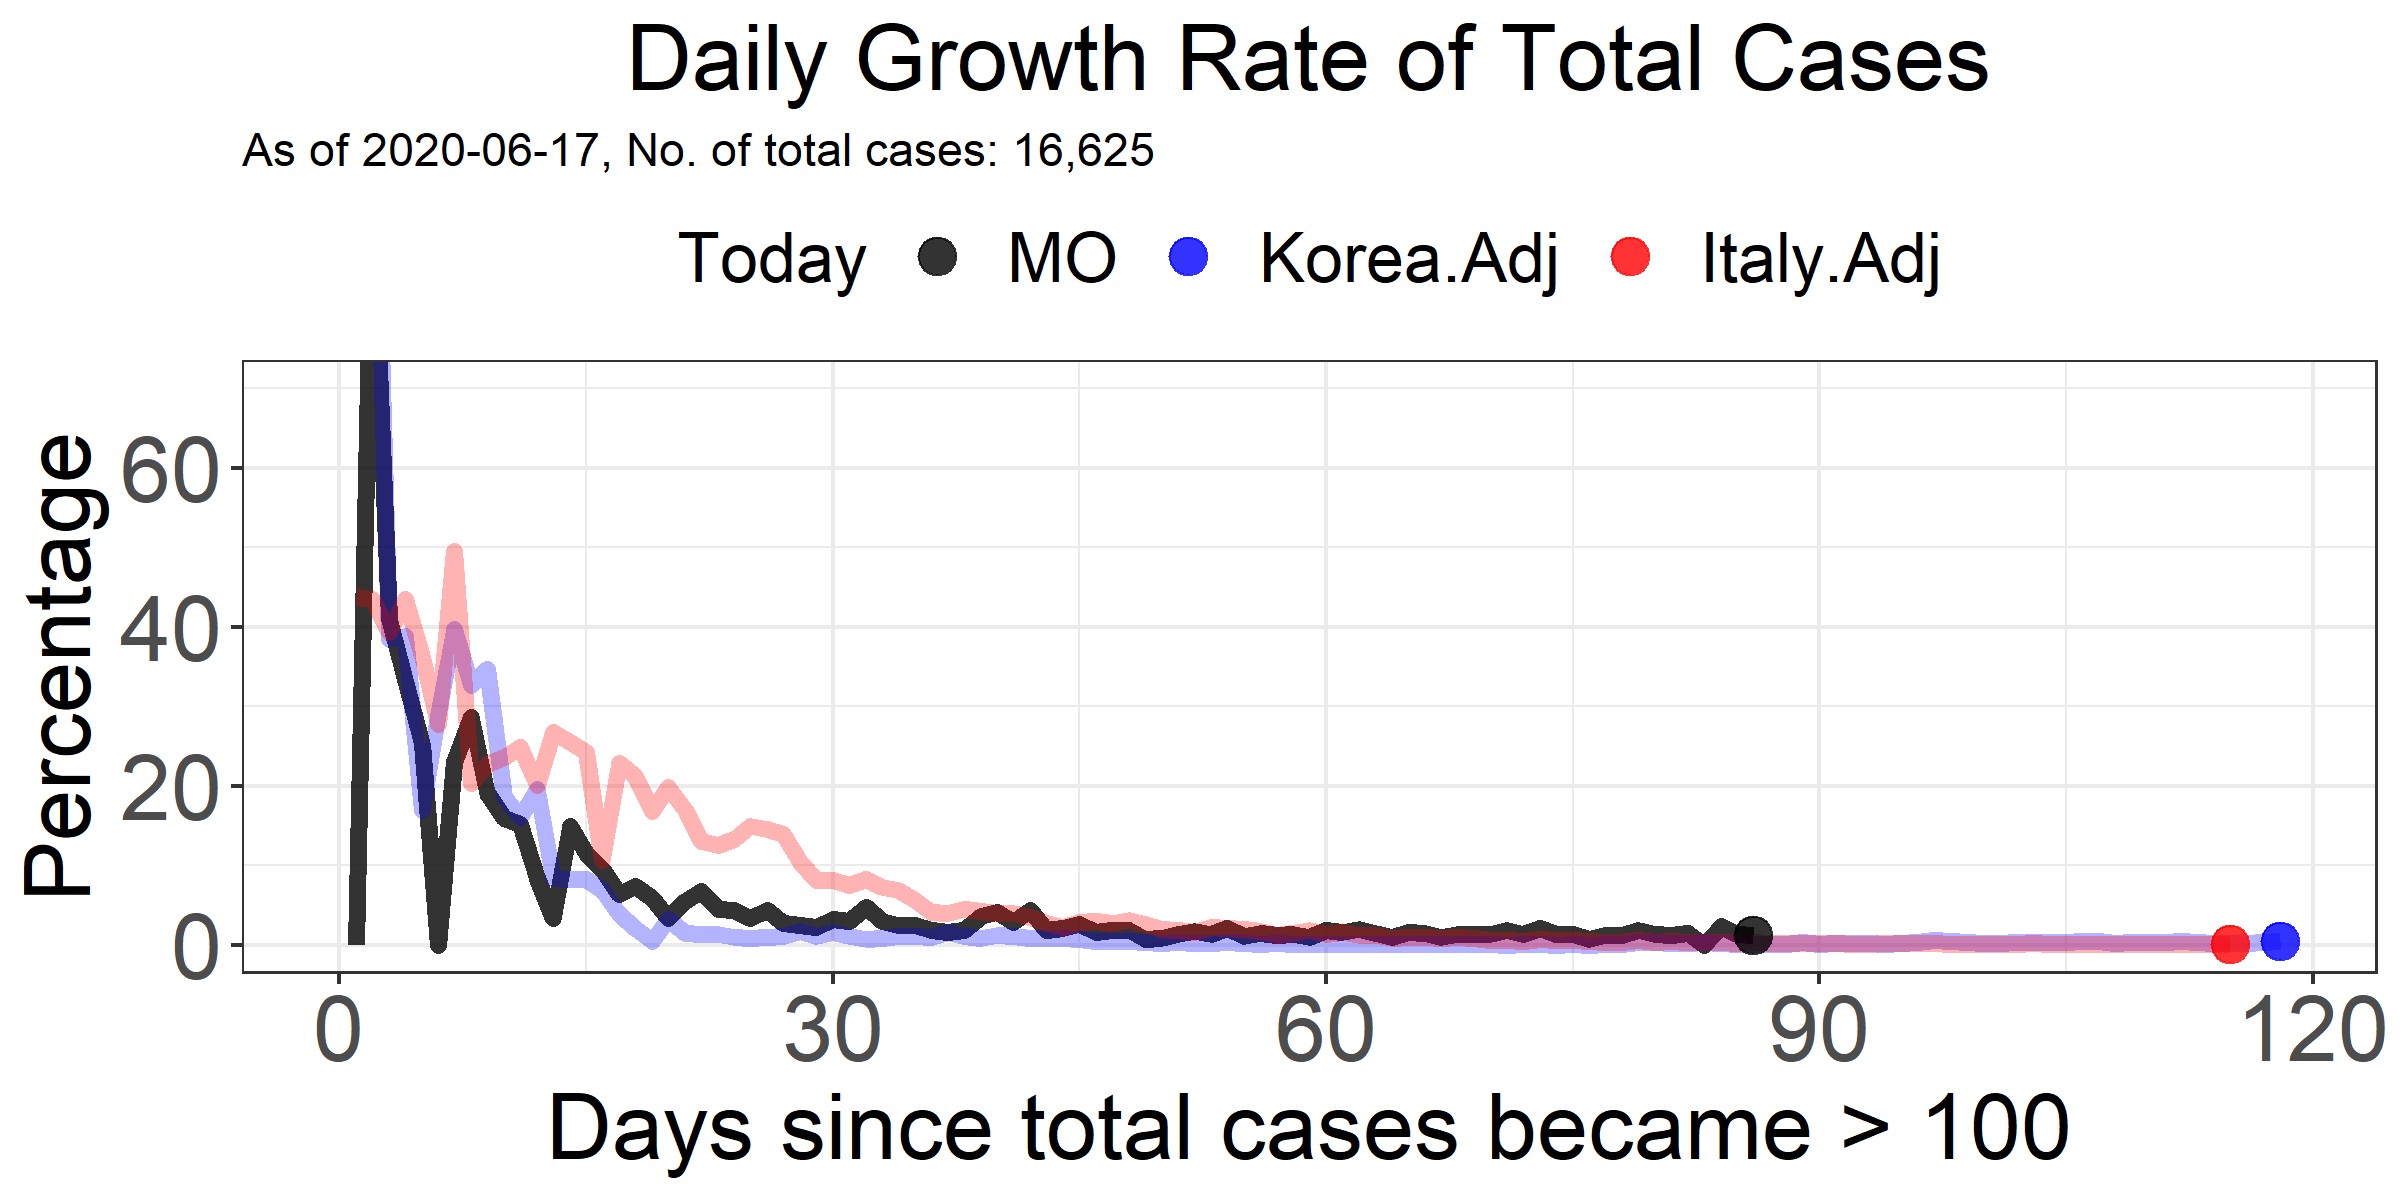 Daily Growth Rate of Total Cases
As of 2020-06-17, No. of total cases: 16,625
Today MO Korea.Adj Italy.Adj
Percentage
60
40
20
0
0 30 60 90 120
Days since total cases became > 100